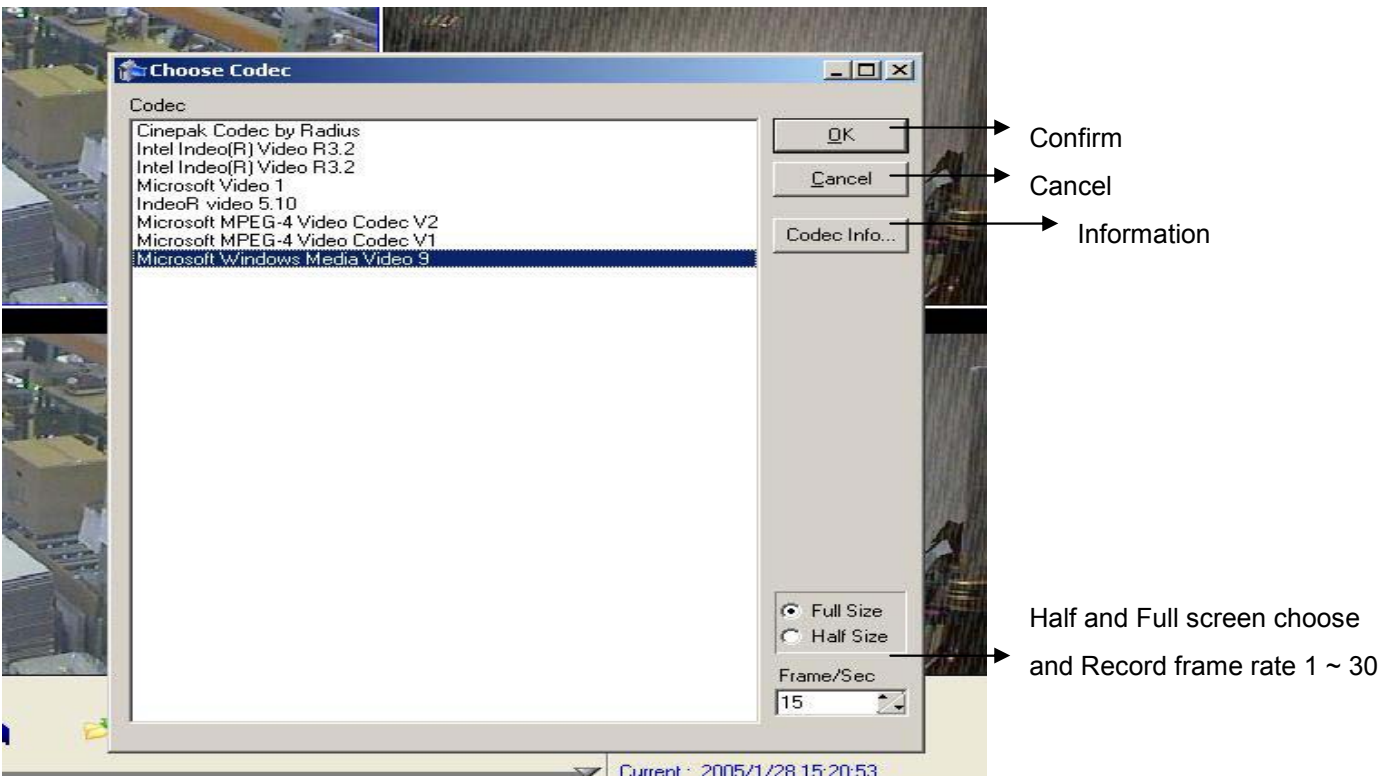 Choose Codec
Codec
Cinepak Codec by Radius
Intel Indeo(R) Video R3.2
Intel Indeo(R) Video R3.2
Microsoft Video 1
IndeoR video 5.10
Microsoft MPEG-4 Video Codec V2
Microsoft MPEG-4 Video Codec V1
Microsoft Windows Media Video 9
OK
Cancel
Codec Info...
Full Size
Half Size
Frame/Sec
15
Confirm
Cancel
Information
Half and Full screen choose
and Record frame rate 1 ~ 30
Current : 2005/1/28 15:20:53